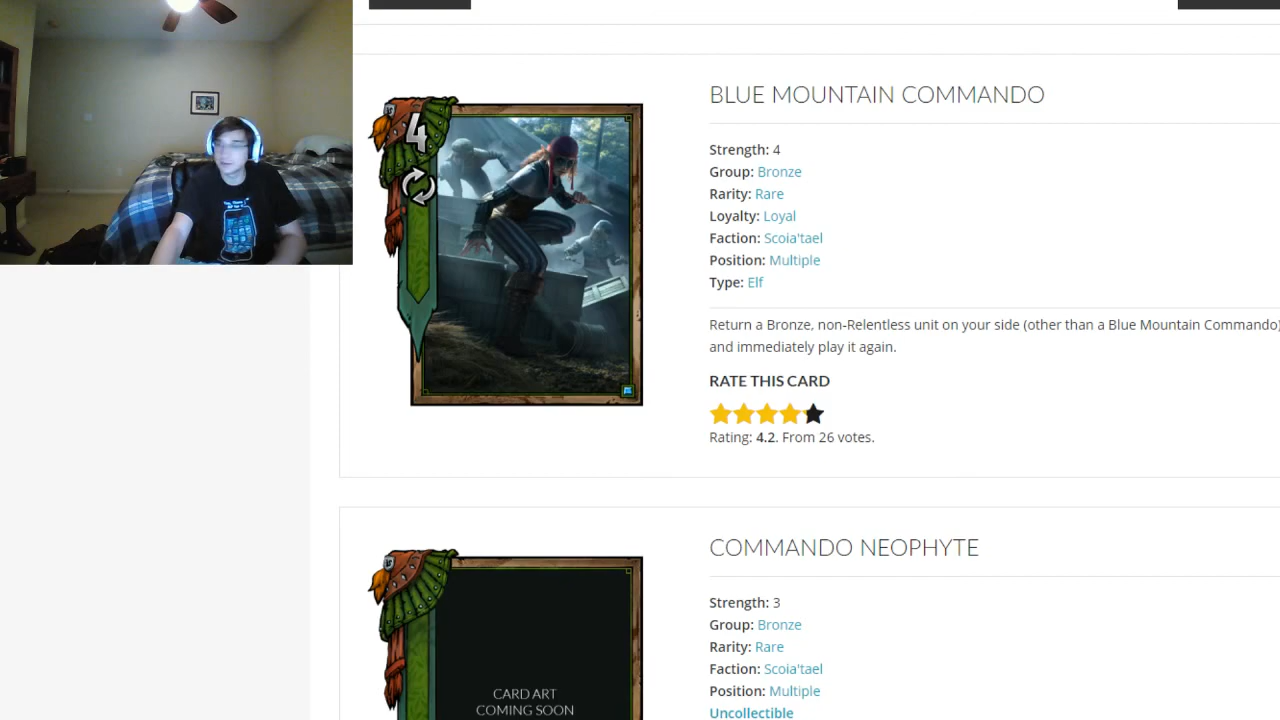 BLUE MOUNTAIN COMMANDO
4
Strength: 4
Group: Bronze
Rarity: Rare
Loyalty: Loyal
Faction: Scoia'tael
Position: Multiple
Type: Elf
Return a Bronze, non-Relentless unit on your side (other than a Blue Mountain Commando)
and immediately play it again.
RATE THIS CARD
Rating: 4.2. From 26 votes.
COMMANDO NEOPHYTE
Strength: 3
Group: Bronze
Rarity: Rare
Faction: Scoia'tael
Position: Multiple
Uncollectible
CARD ART
COMING SOON